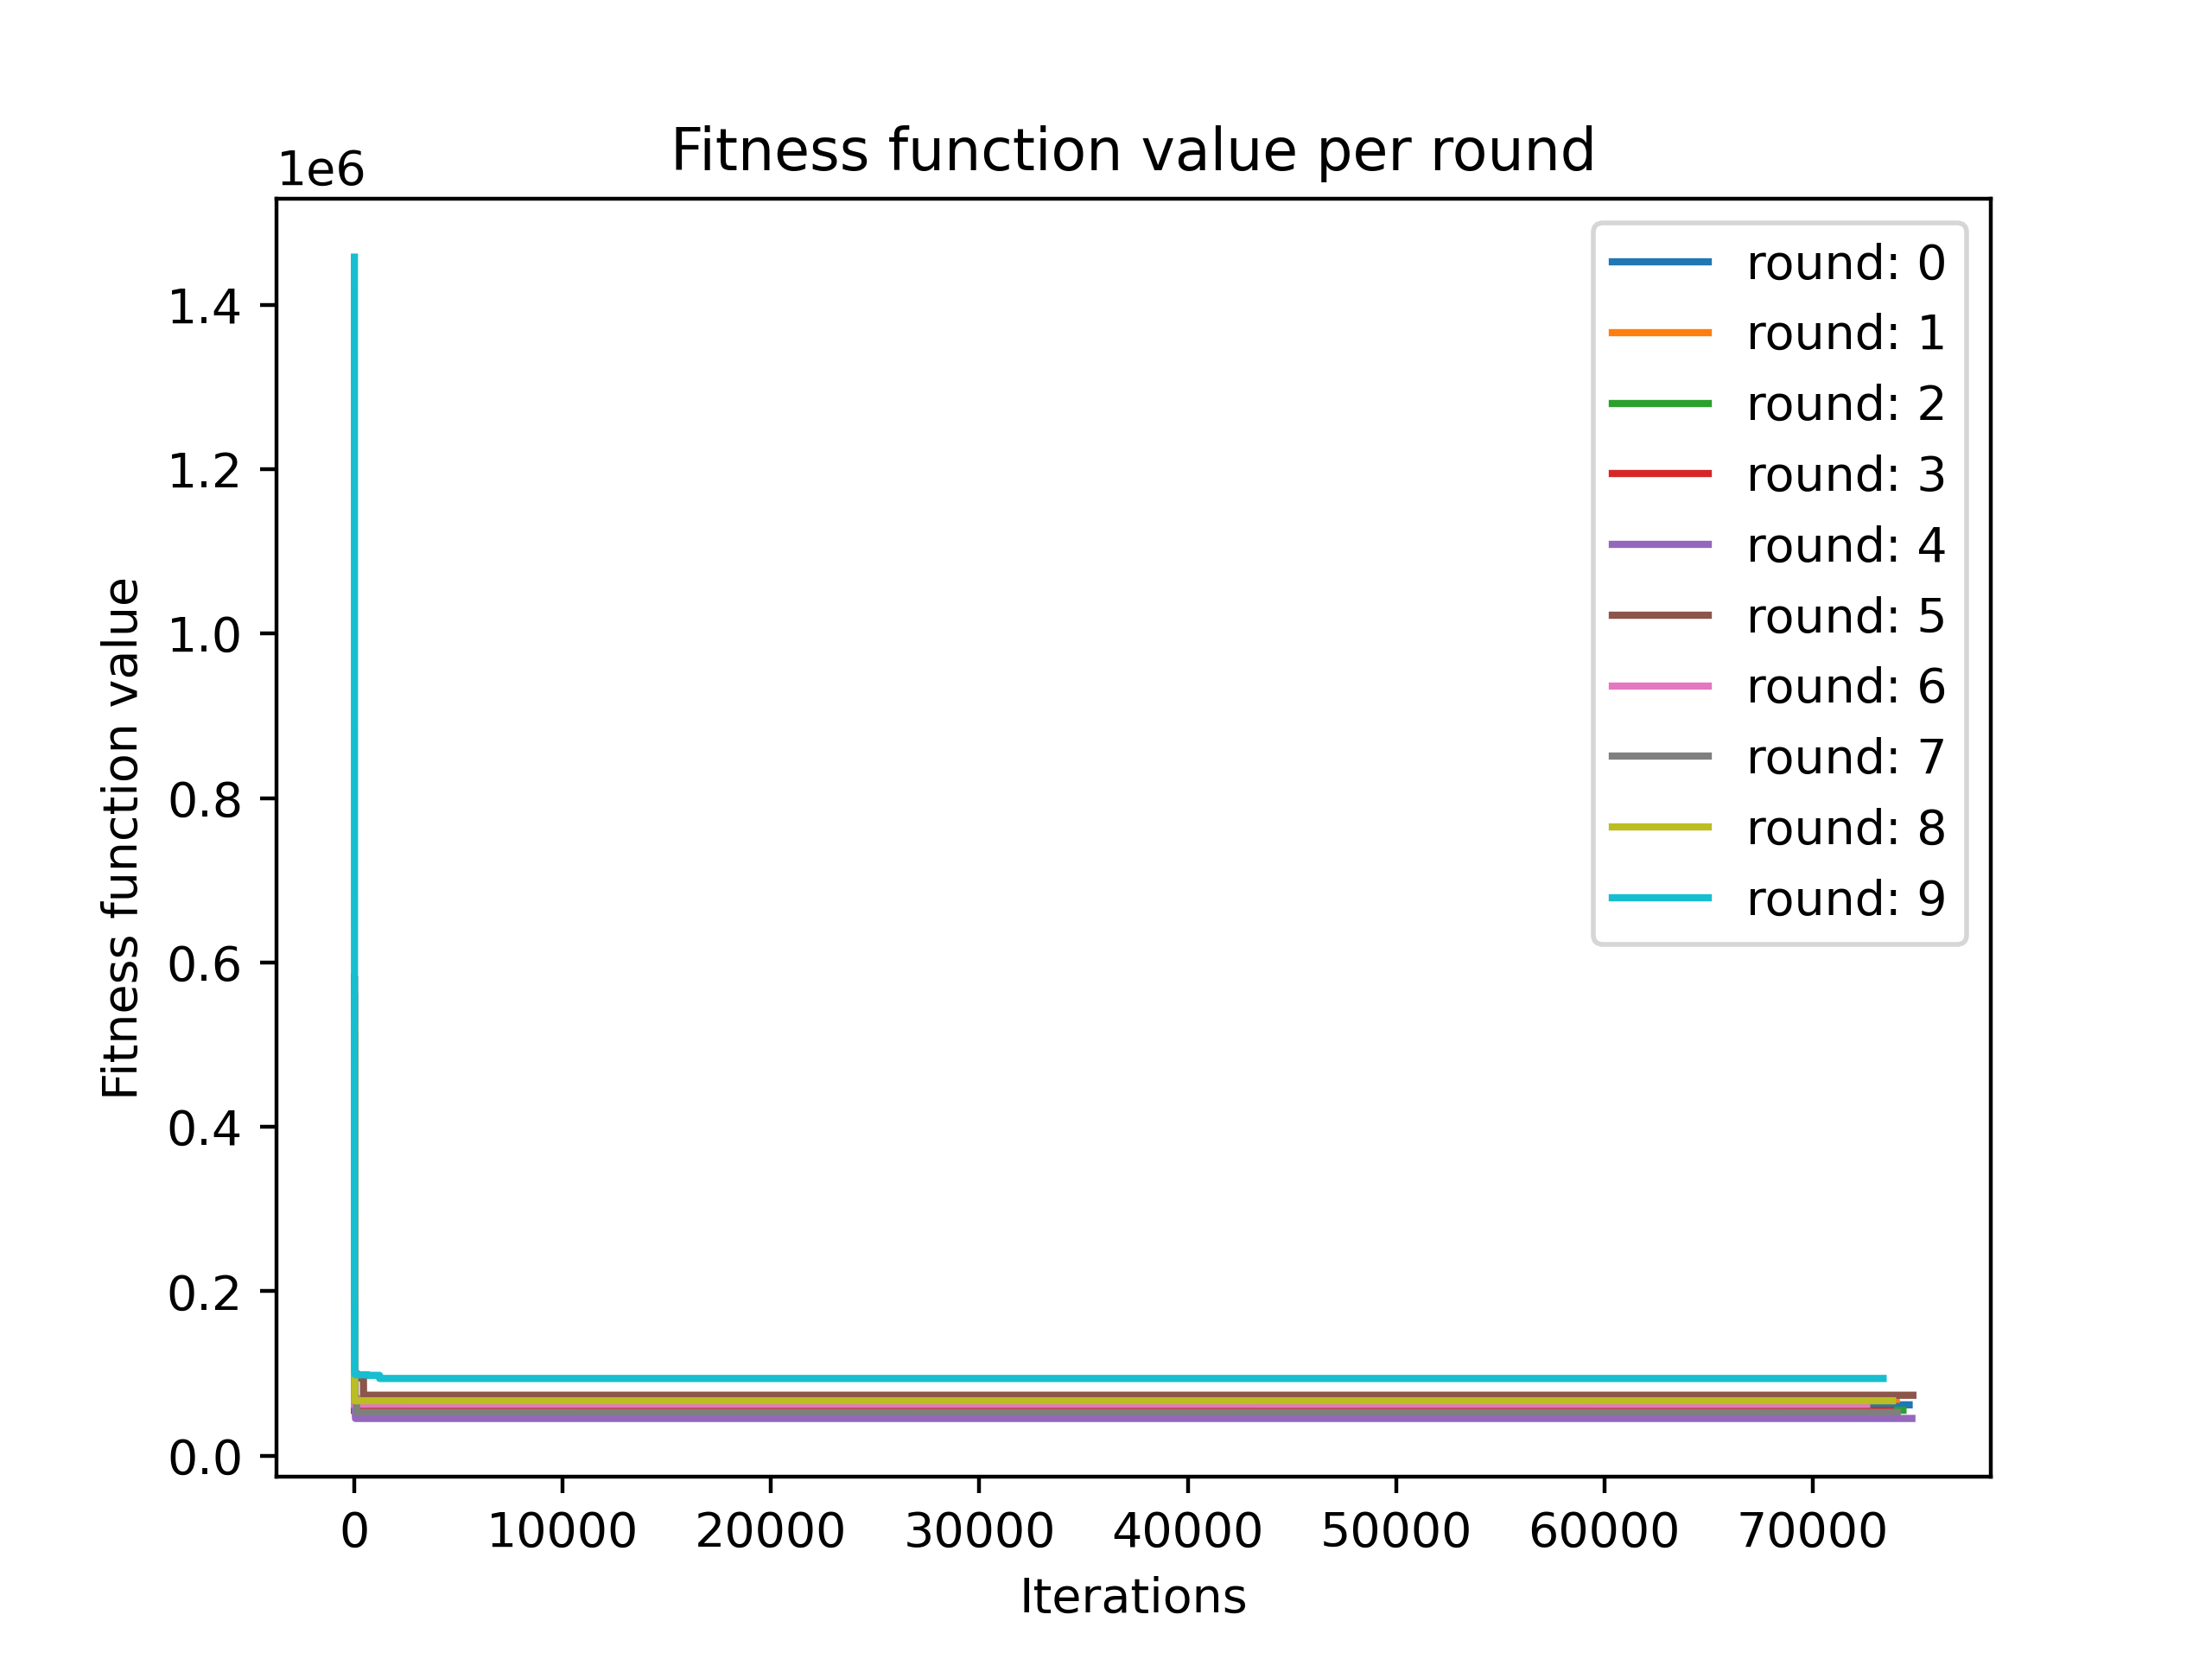 Fitness function value per round
1e6
1.4
1.2
1.0
0.8
0.6
0.4
0.2
0.0
Fitness function value
round: 0
round: 1
round: 2
round: 3
round: 4
round: 5
round: 6
round: 7
round: 8
round: 9
0 10000 20000 30000 40000 50000 60000 70000
Iterations